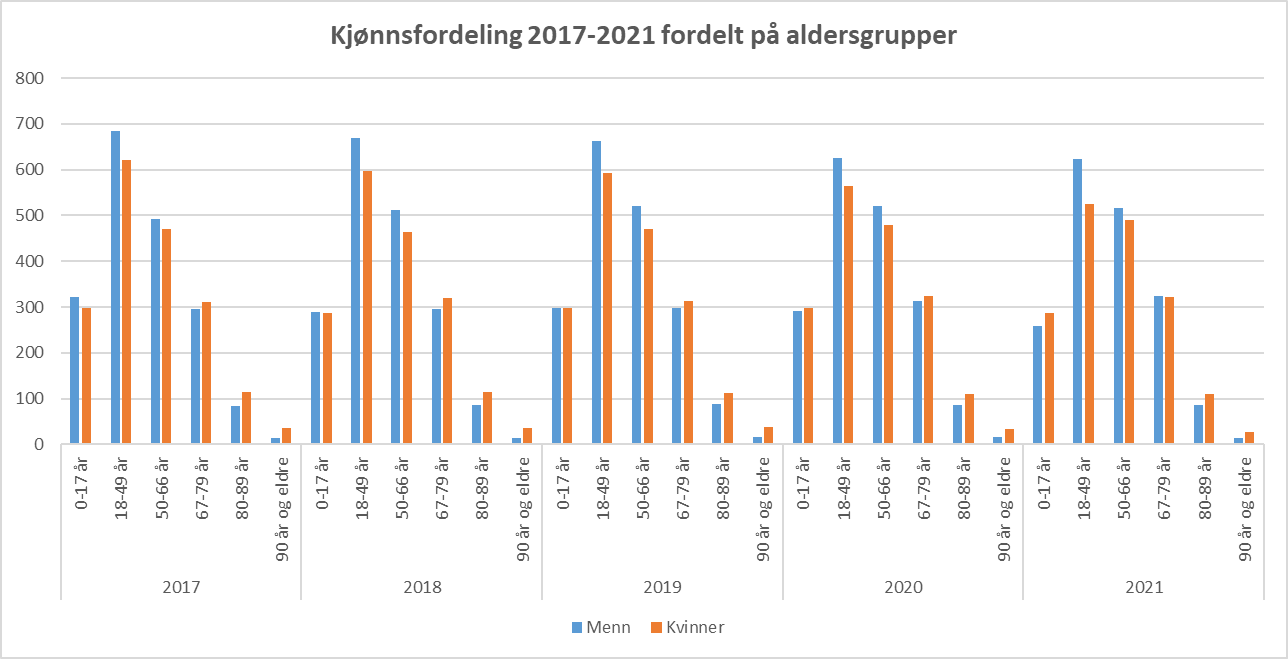 Kjønnsfordeling 2017-2021 fordelt på aldersgrupper
800
700
600
500
400
300
200
100
0
0-17 år
18-49 år
50-66 år
67-79 år
80-89 år
90 år og eldre
0-17 år
18-49 år
50-66 år
67-79 år
80-89 år
90 år og eldre
0-17 år
18-49 år
50-66 år
67-79 år
80-89 år
90 år og eldre
0-17 år
18-49 år
50-66 år
67-79 år
80-89 år
90 år og eldre
0-17 år
18-49 år
50-66 år
67-79 år
80-89 år
90 år og eldre
2017
2018
2019
2020
2021
Menn
Kvinner